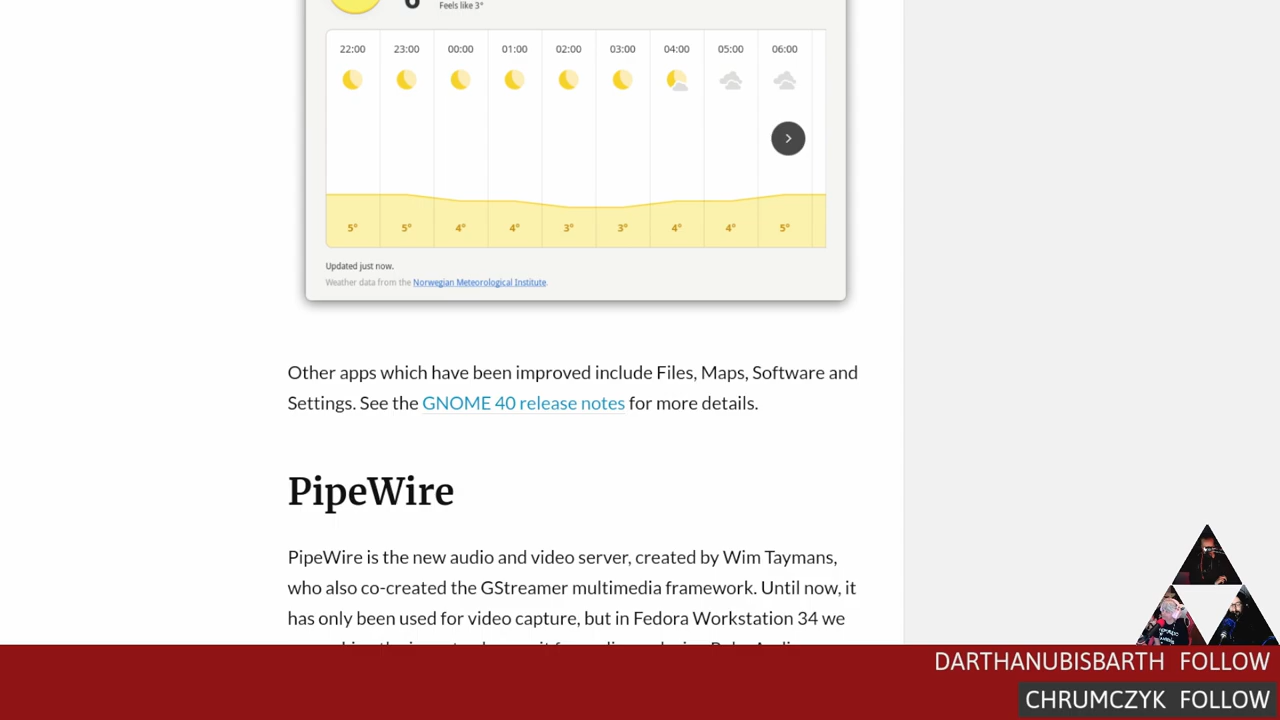 Feels like 3°
22:00 23:00 00:00 01:00 02:00 03:00 04:00 05:00 06:00
5° 5° 4° 4° 3° 3° 4° 4° 5°
Updated just now.
Weather data from the Norwegian Meteorological Institute.
Other apps which have been improved include Files, Maps, Software and
Settings. See the GNOME 40 release notes for more details.
PipeWire
PipeWire is the new audio and video server, created by Wim Taymans,
who also co-created the GStreamer multimedia framework. Until now, it
has only been used for video capture, but in Fedora Workstation 34 we
DARTHANUBISBARTH FOLLOW
CHRUMCZYK FOLLOW